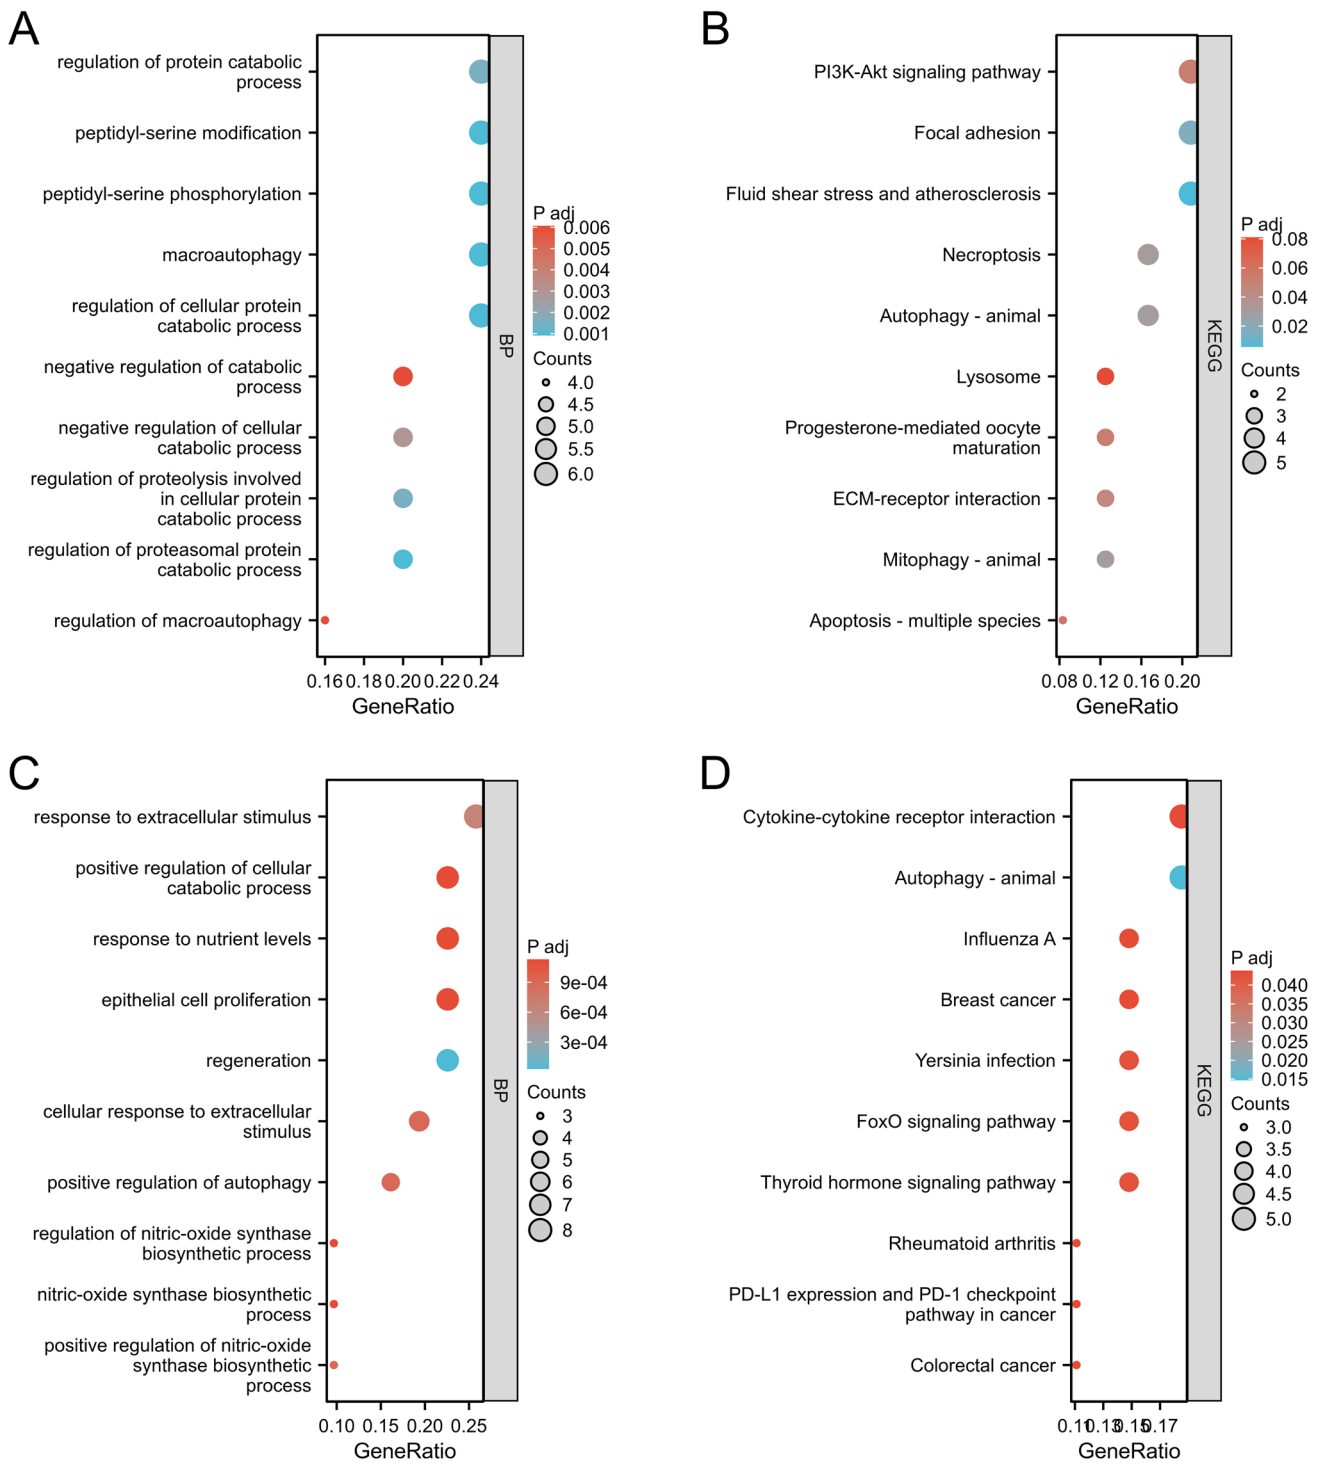 A
regulation of protein catabolic
process
peptidyl-serine modification
peptidyl-serine phosphorylation
macroautophagy
regulation of cellular protein
catabolic process
negative regulation of catabolic
process
negative regulation of cellular
catabolic process
regulation of proteolysis involved
in cellular protein
catabolic process
regulation of proteasomal protein
catabolic process
regulation of macroautophagy
0.16 0.18 0.20 0.22 0.24
GeneRatio
BP
P adj
0.006
0.005
0.004
0.003
0.002
0.001
Counts
4.0
4.5
5.0
5.5
6.0
B
PI3K-Akt signaling pathway
Focal adhesion
Fluid shear stress and atherosclerosis
Necroptosis
Autophagy - animal
Lysosome
Progesterone-mediated oocyte
maturation
ECM-receptor interaction
Mitophagy - animal
Apoptosis - multiple species
0.08 0.12 0.16 0.20
GeneRatio
KEGG
P adj
0.08
0.06
0.04
0.02
Counts
2
3
4
5
C
response to extracellular stimulus
positive regulation of cellular
catabolic process
response to nutrient levels
epithelial cell proliferation
regeneration
cellular response to extracellular
stimulus
positive regulation of autophagy
regulation of nitric-oxide synthase
biosynthetic process
nitric-oxide synthase biosynthetic
process
positive regulation of nitric-oxide
synthase biosynthetic
process
0.10 0.15 0.20 0.25
GeneRatio
BP
P adj
9e-04
6e-04
3e-04
Counts
3
4
5
6
7
8
D
Cytokine-cytokine receptor interaction
Autophagy - animal
Influenza A
Breast cancer
Yersinia infection
FoxO signaling pathway
Thyroid hormone signaling pathway
Rheumatoid arthritis
PD-L1 expression and PD-1 checkpoint
pathway in cancer
Colorectal cancer
0.11 0.13 0.15 0.17
GeneRatio
KEGG
P adj
0.040
0.035
0.030
0.025
0.020
0.015
Counts
3.0
3.5
4.0
4.5
5.0